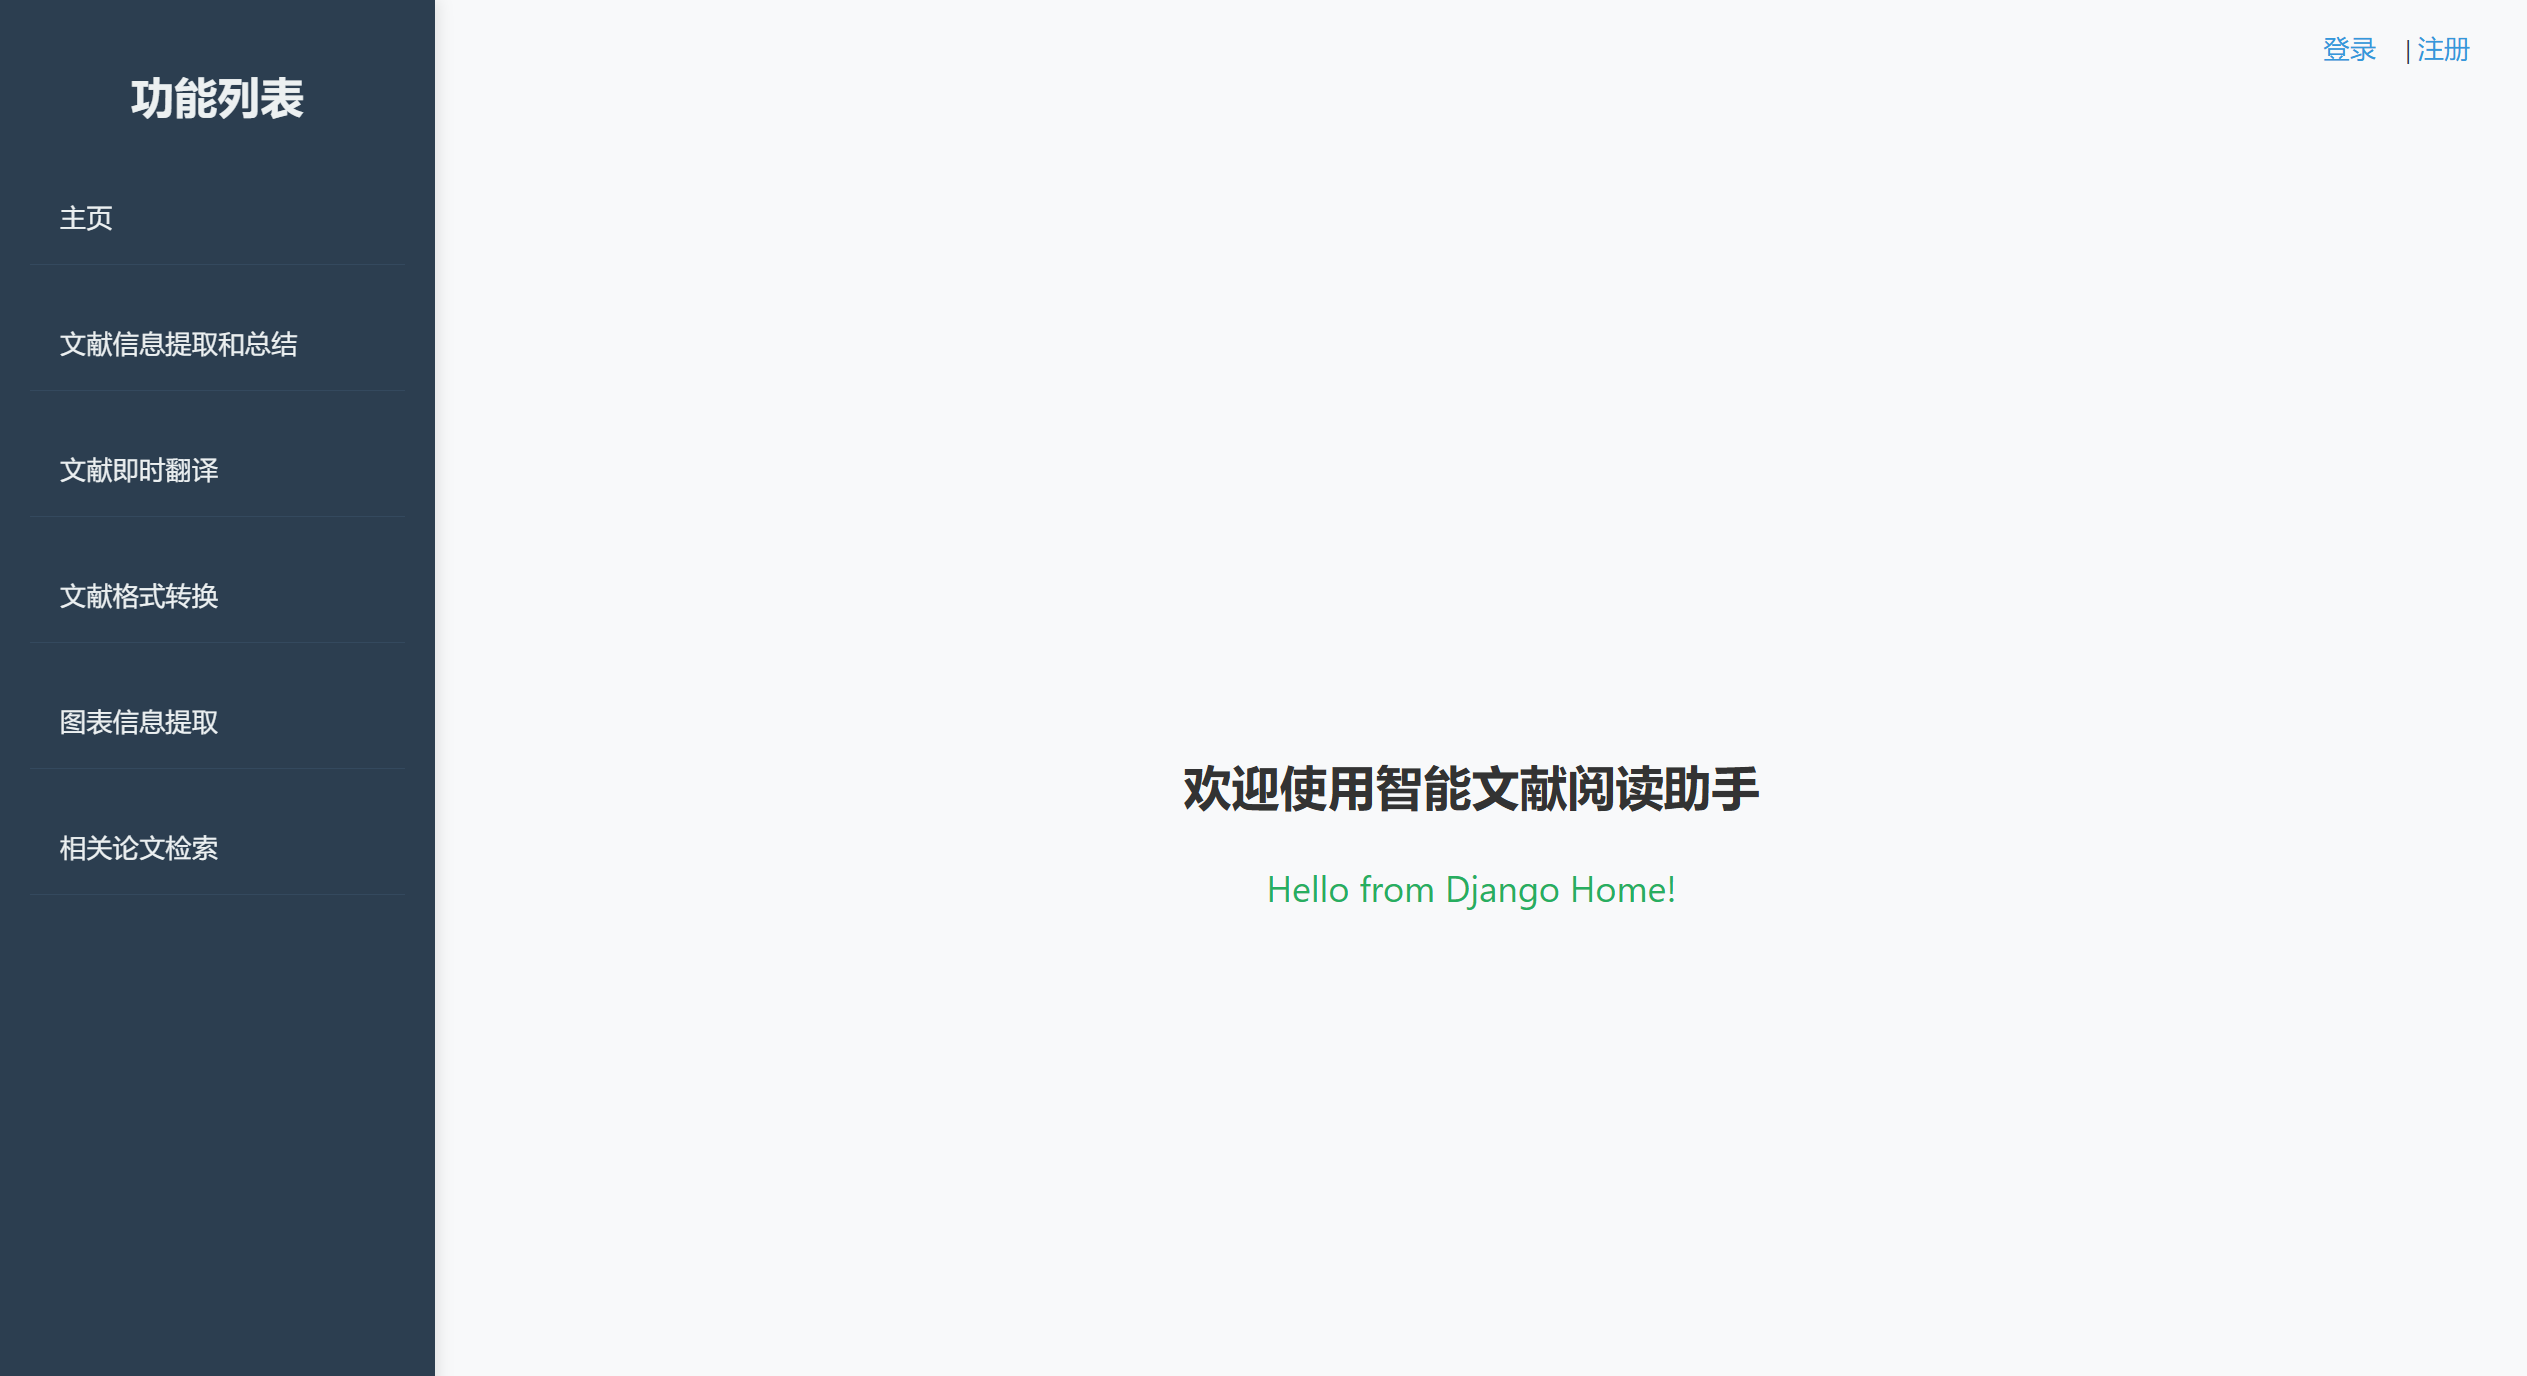 功能列表
主页
文献信息提取和总结
文献即时翻译
文献格式转换
图表信息提取
相关论文检索
登录 | 注册
欢迎使用智能文献阅读助手
Hello from Django Home!